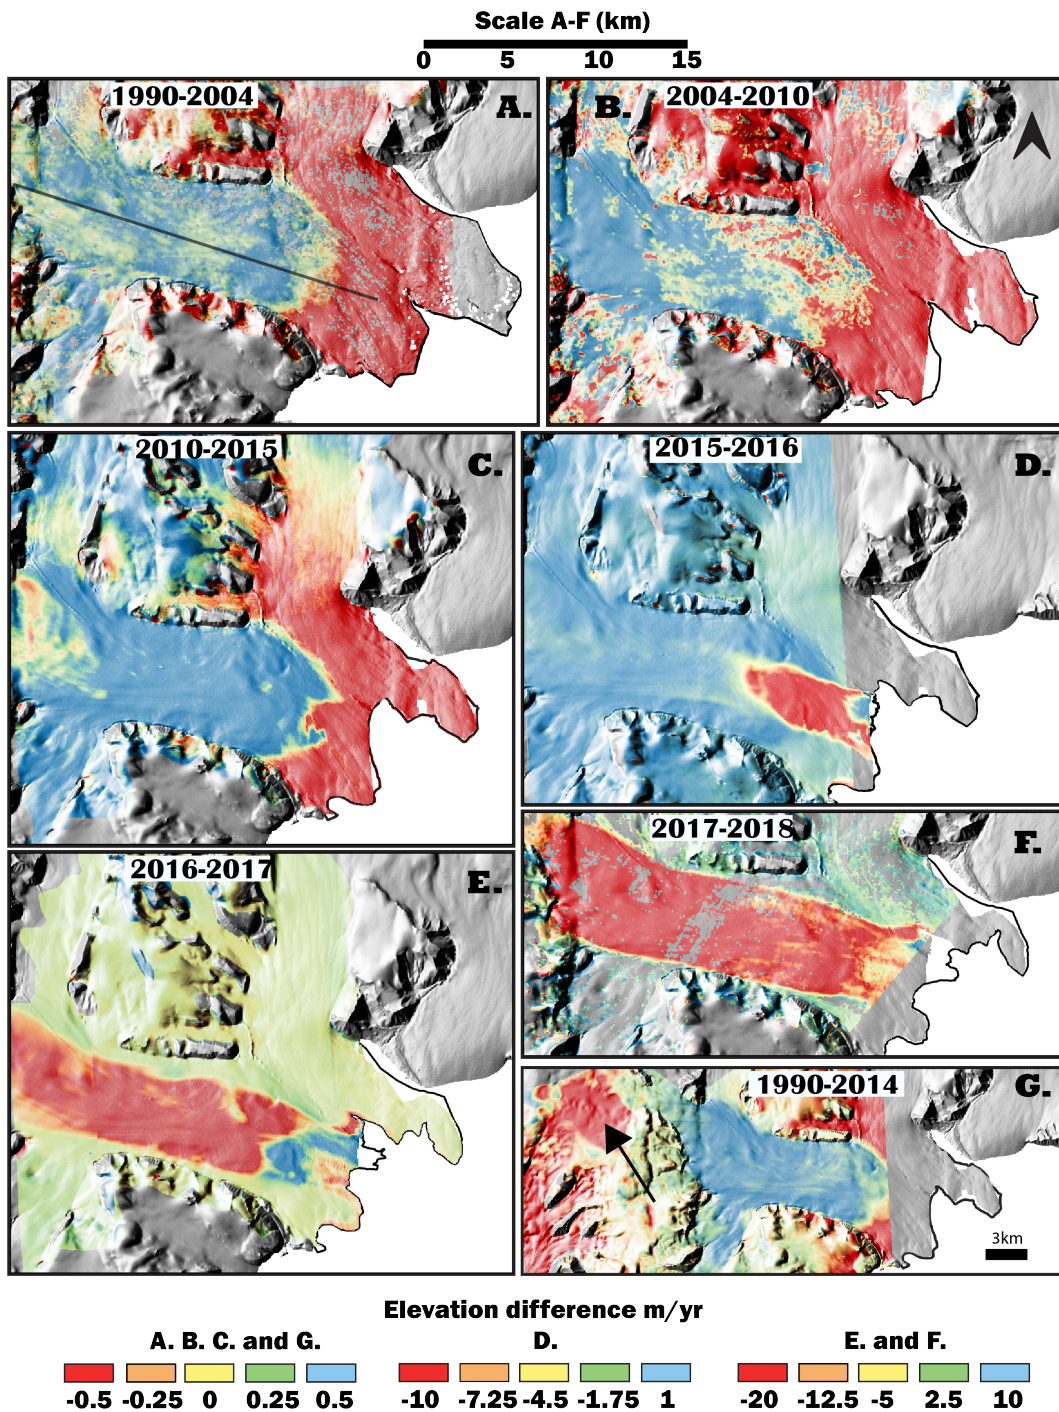 Scale A-F (km)
0 5 10 15
1990-2004 A.
B. 2004-2010
2010-2015 C.
2015-2016 D.
2016-2017 E.
2017-2018 F.
1990-2014 G.
3km
Elevation difference m/yr
A. B. C. and G. D. E. and F.
-0.5 -0.25 0 0.25 0.5 -10 -7.25 -4.5 -1.75 1 -20 -12.5 -5 2.5 10